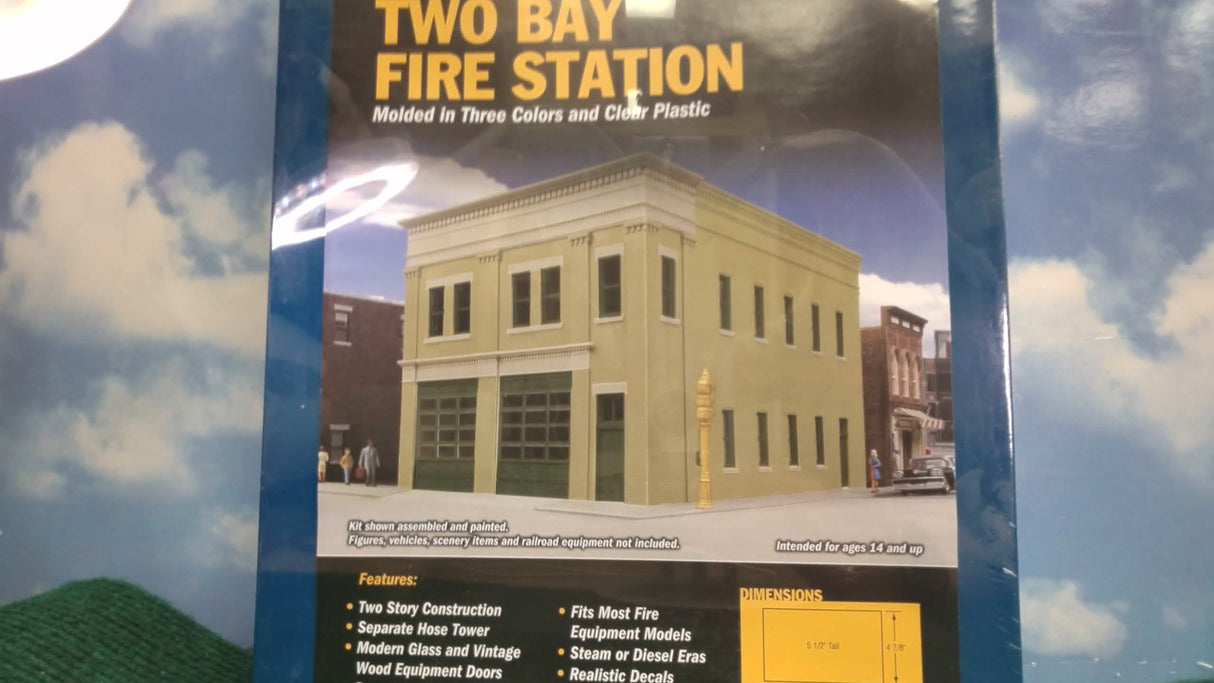 TWO BAY
FIRE STATION
Molded in Three Colors and Clear Plastic
Kit shown assembled and painted.
Figures, vehicles, scenery items and railroad equipment not included.
Intended for ages 14 and up
Features:
• Two Story Construction
• Separate Hose Tower
• Modern Glass and Vintage
Wood Equipment Doors
• Fits Most Fire
Equipment Models
• Steam or Diesel Eras
• Realistic Decals
DIMENSIONS
5 1/2" Tall
4 7/8"